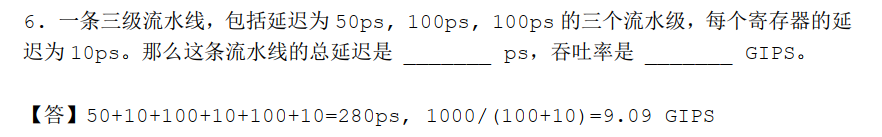 6. 一条三级流水线，包括延迟为 50ps, 100ps, 100ps 的三个流水级，每个寄存器的延
迟为 10ps。那么这条流水线的总延迟是 _______ ps，吞吐率是 _______ GIPS。
【答】50+10+100+10+100+10=280ps, 1000/(100+10)=9.09 GIPS